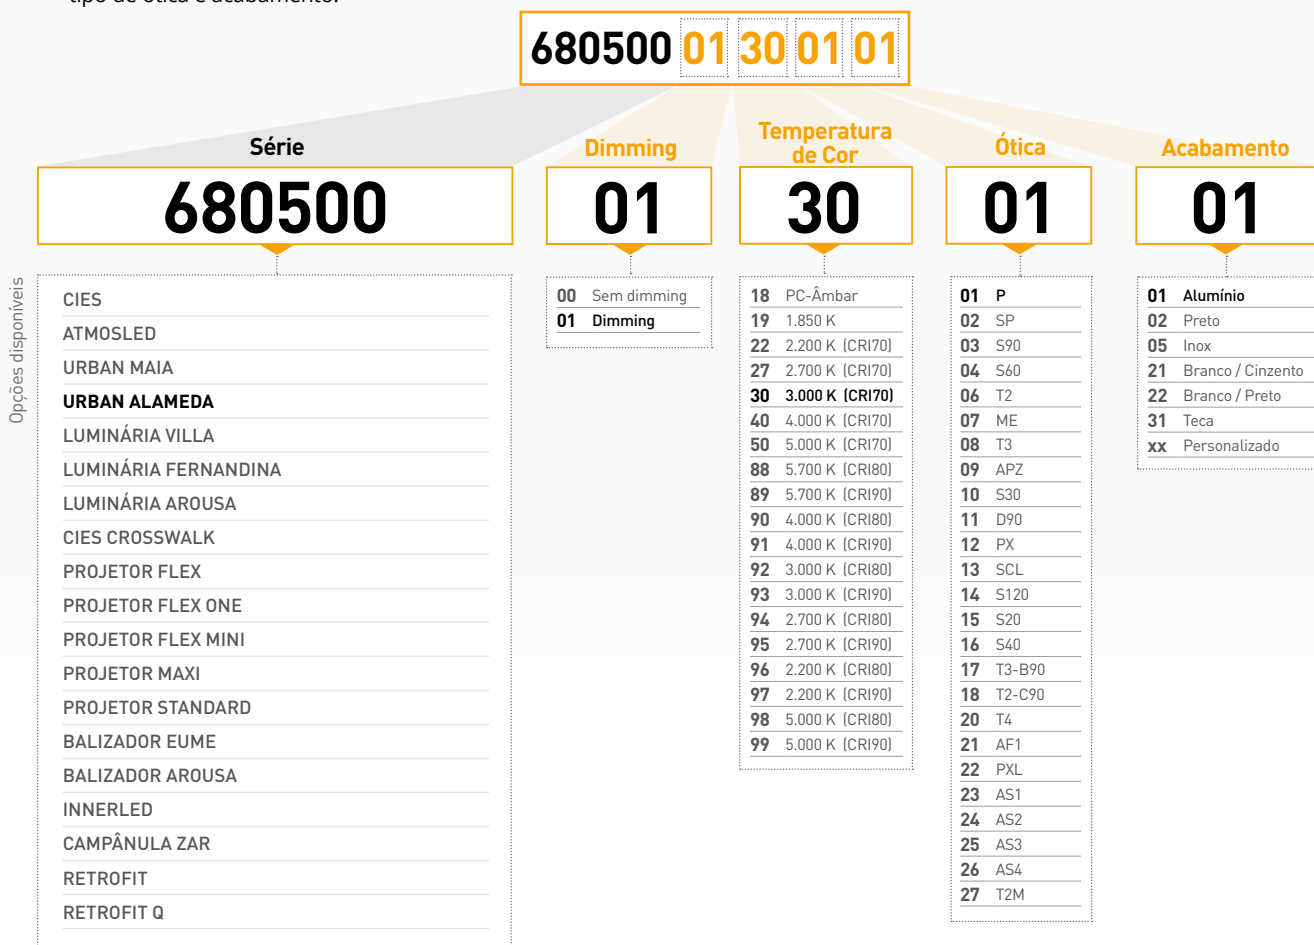 tipo de ótica e acabamento.
680500 01 30 01 01
Série
680500
Opções disponíveis
CIES
ATMOSLED
URBAN MAIA
URBAN ALAMEDA
LUMINÁRIA VILLA
LUMINÁRIA FERNANDINA
LUMINÁRIA AROUSA
CIES CROSSWALK
PROJETOR FLEX
PROJETOR FLEX ONE
PROJETOR FLEX MINI
PROJETOR MAXI
PROJETOR STANDARD
BALIZADOR EUME
BALIZADOR AROUSA
INNERLED
CAMPÂNULA ZAR
RETROFIT
RETROFIT Q
Dimming
01
00 Sem dimming
01 Dimming
Temperatura
de Cor
30
18 PC-Âmbar
19 1.850 K
22 2.200 K (CRI70)
27 2.700 K (CRI70)
30 3.000 K (CRI70)
40 4.000 K (CRI70)
50 5.000 K (CRI70)
88 5.700 K (CRI80)
89 5.700 K (CRI90)
90 4.000 K (CRI80)
91 4.000 K (CRI90)
92 3.000 K (CRI80)
93 3.000 K (CRI90)
94 2.700 K (CRI80)
95 2.700 K (CRI90)
96 2.200 K (CRI80)
97 2.200 K (CRI90)
98 5.000 K (CRI80)
99 5.000 K (CRI90)
Ótica
01
01 P
02 SP
03 S90
04 S60
06 T2
07 ME
08 T3
09 APZ
10 S30
11 D90
12 PX
13 SCL
14 S120
15 S20
16 S40
17 T3-B90
18 T2-C90
20 T4
21 AF1
22 PXL
23 AS1
24 AS2
25 AS3
26 AS4
27 T2M
Acabamento
01
01 Alumínio
02 Preto
05 Inox
21 Branco / Cinzento
22 Branco / Preto
31 Teca
xx Personalizado